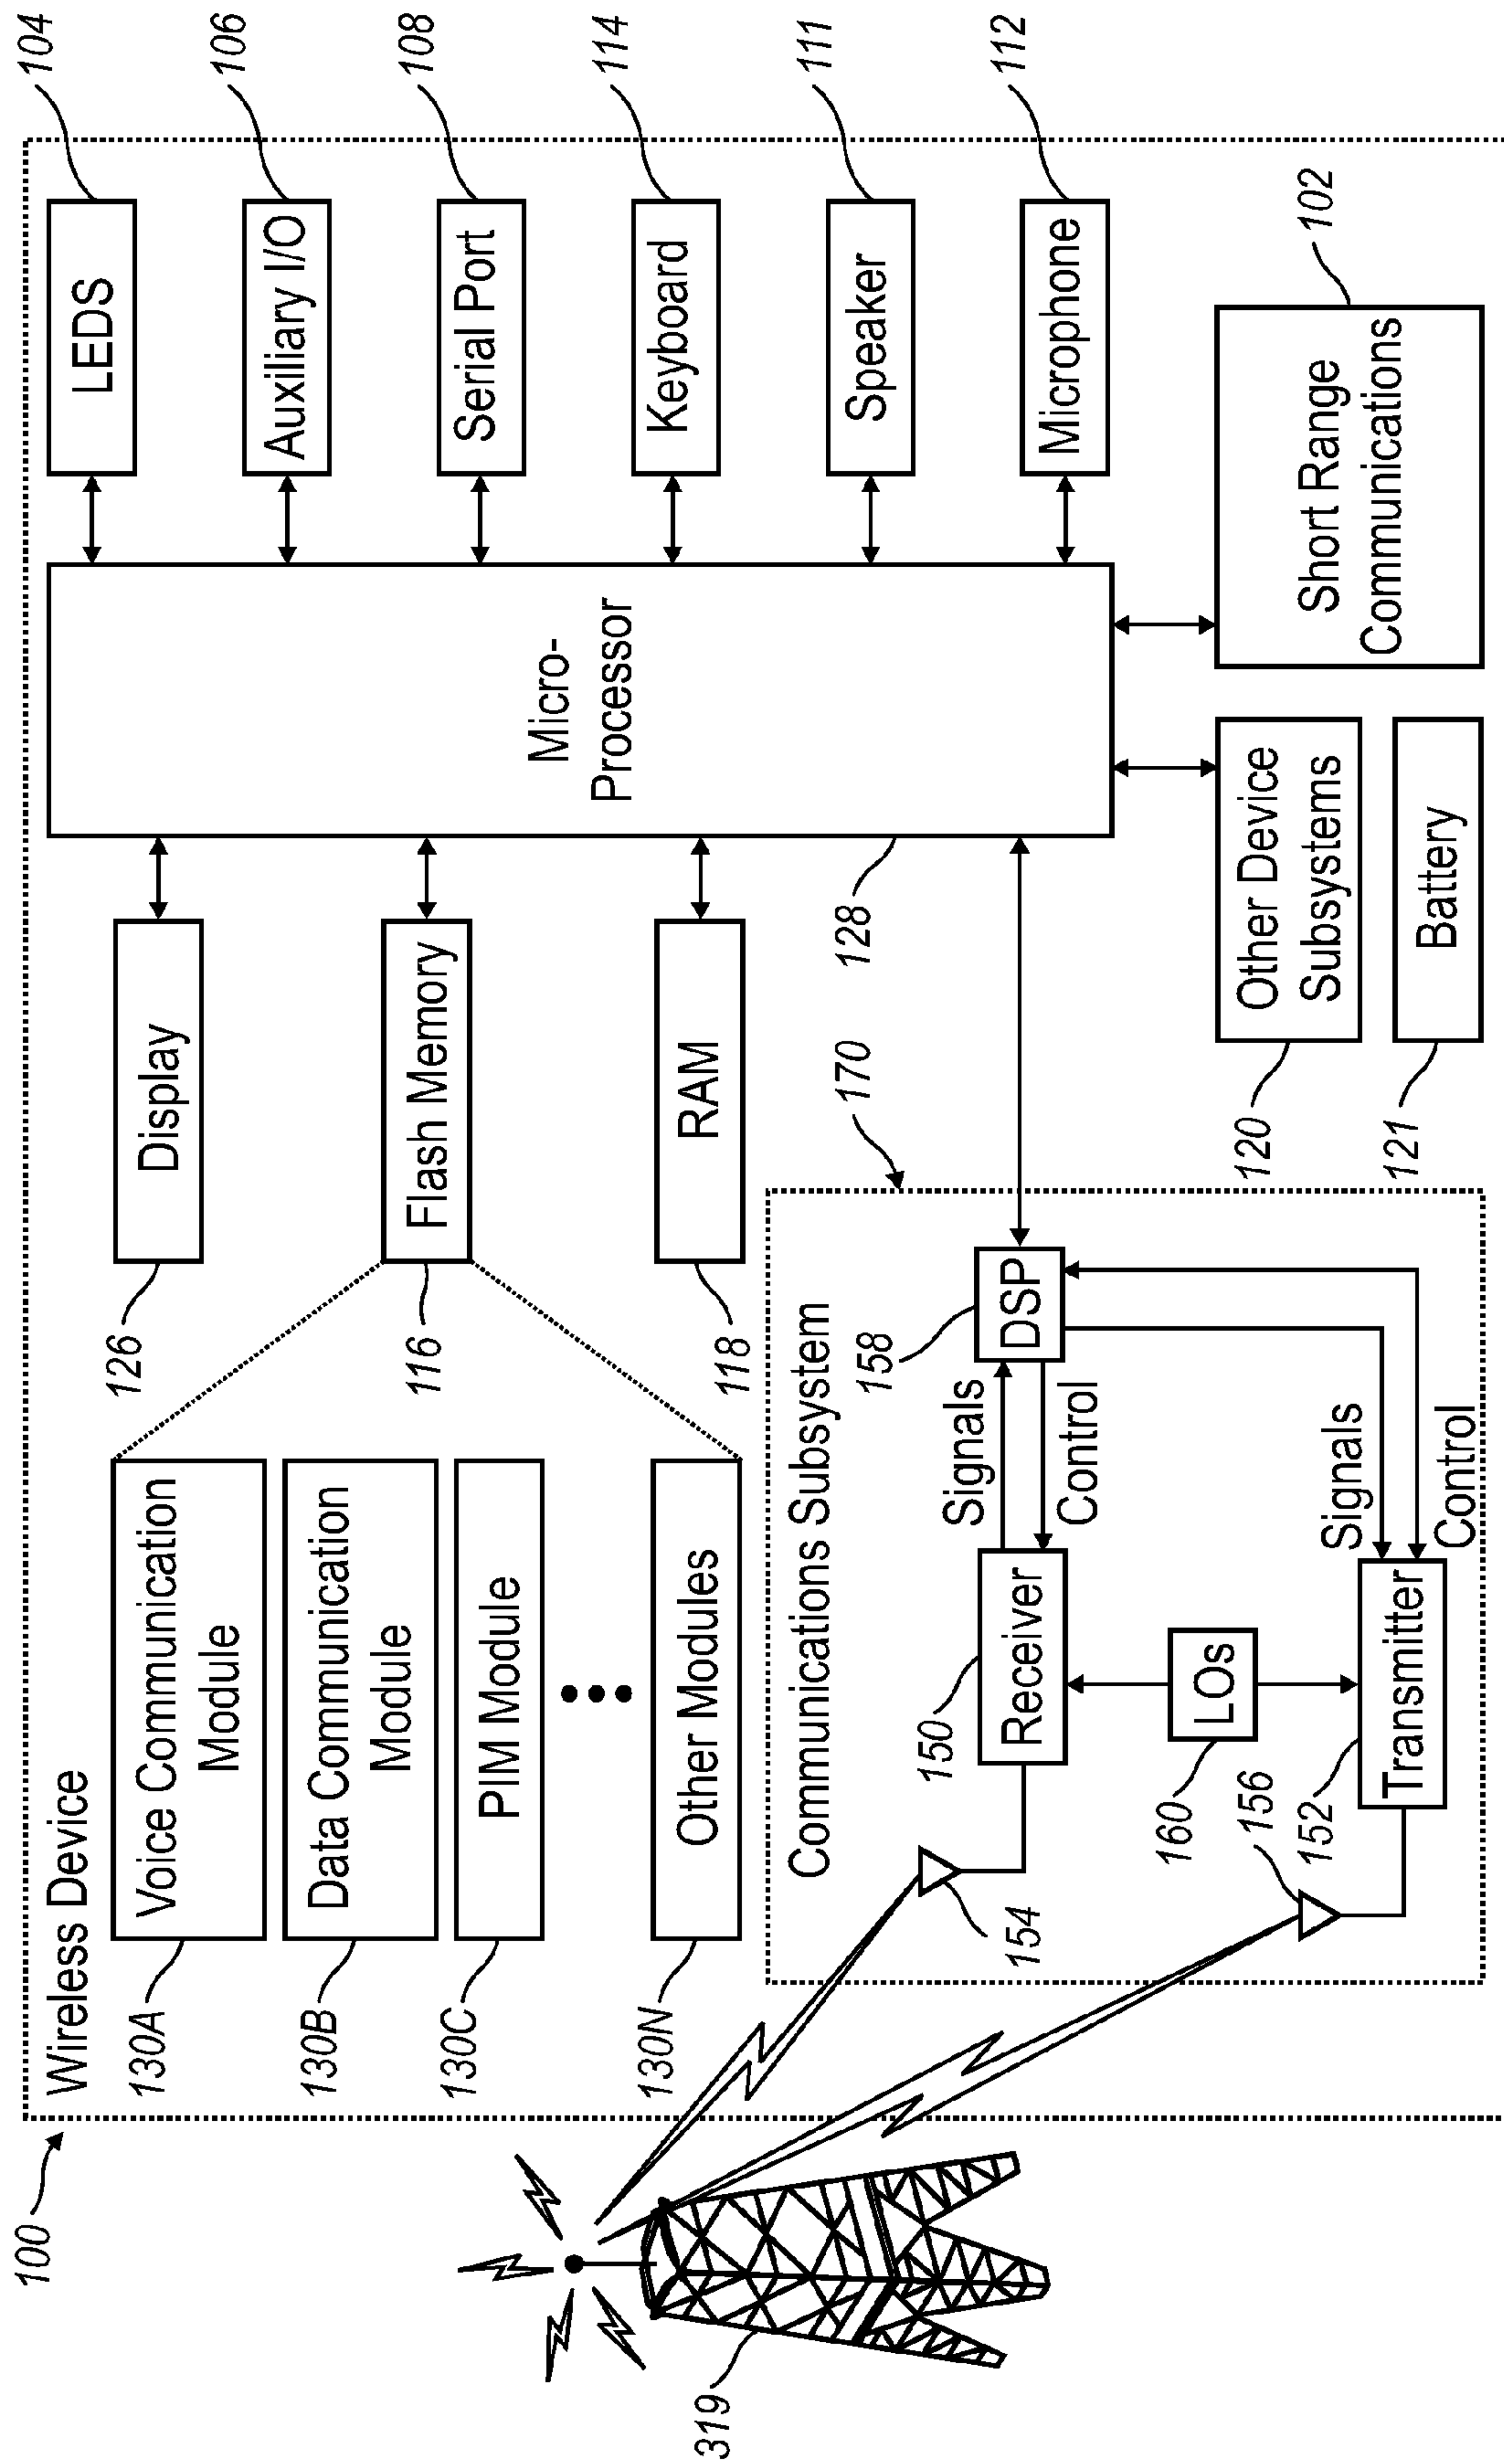 100
Wireless Device
130A
Voice Communication
Module
130B
Data Communication
Module
130C
PIM Module
130N
Other Modules
126
Display
116
Flash Memory
118
RAM
Micro-
Processor
128
LEDS
104
Auxiliary I/O
106
Serial Port
108
Keyboard
114
Speaker
111
Microphone
112
Short Range
Communications
102
Other Device
Subsystems
120
Battery
121
170
Communications Subsystem
158
DSP
Signals
Control
Receiver
150
154
LOs
160
156
152
Transmitter
Signals
Control
319